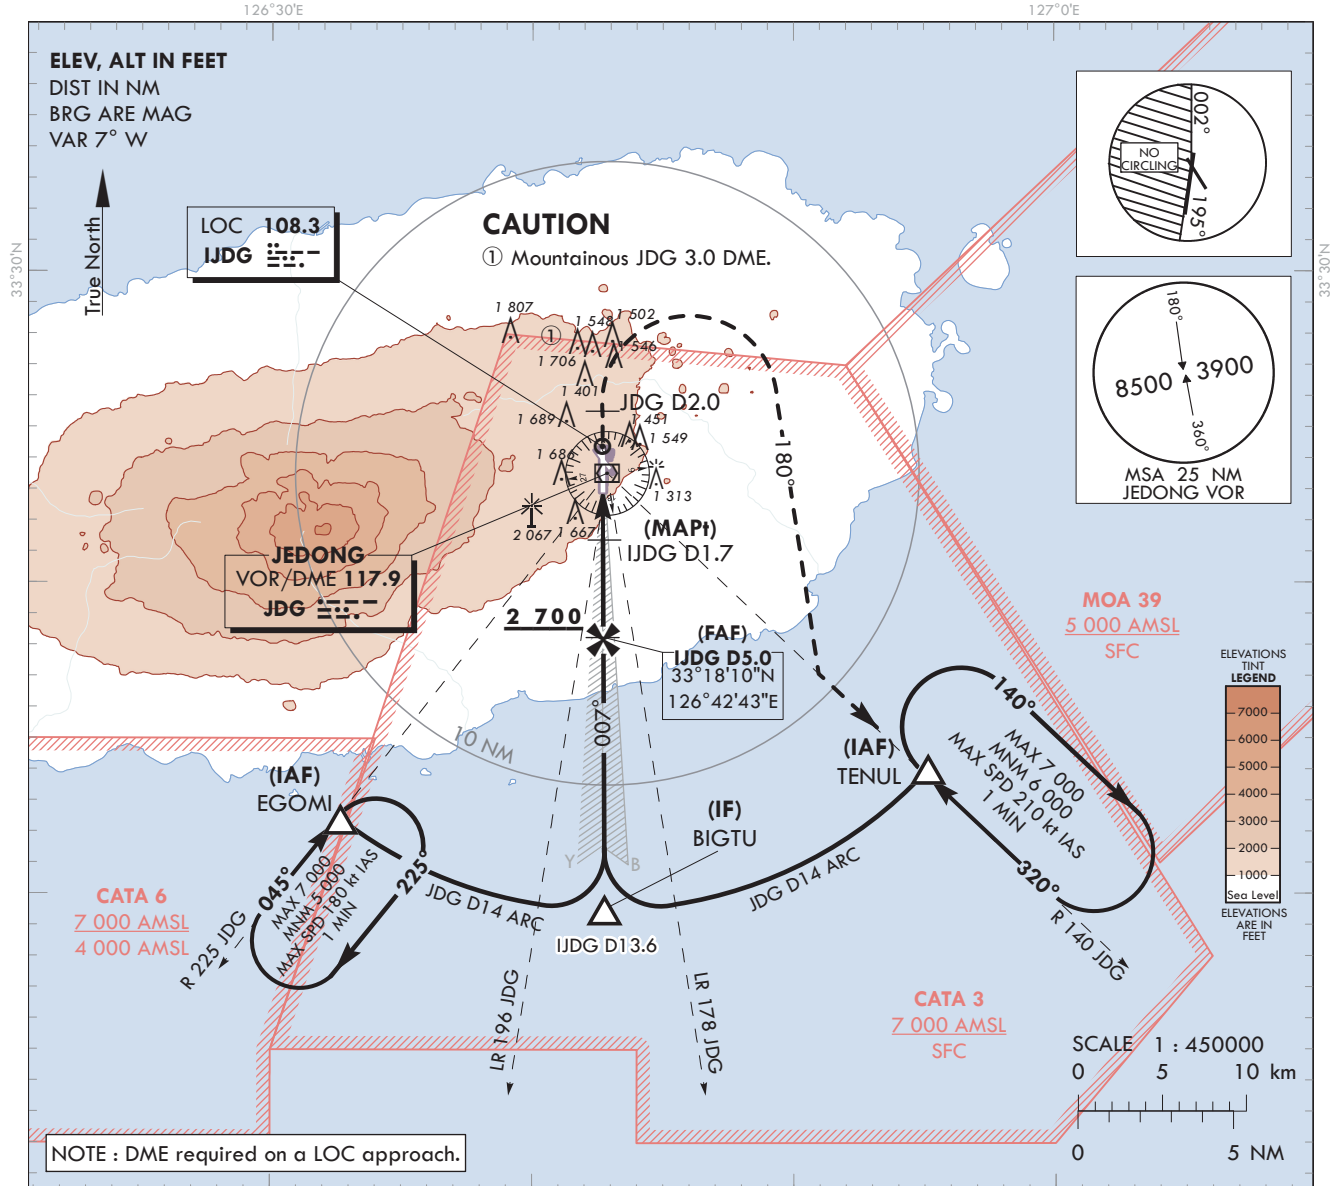 126°30'E
127°0'E
33°30'N
33°30'N
ELEV, ALT IN FEET
DIST IN NM
BRG ARE MAG
VAR 7° W
True North
LOC 108.3
IJDG
CAUTION
① Mountainous JDG 3.0 DME.
NO
CIRCLING
002°
195°
180°
8500
3900
360°
MSA 25 NM
JEDONG VOR
1 807
①
1 548
1 502
1 546
1 706
1 401
JDG D2.0
1 689
451
1 549
1 686
27
9
1 313
2 067
1 667
(MAPt)
IJDG D1.7
180°
JEDONG
VOR/DME 117.9
JDG
2 700
(FAF)
IJDG D5.0
33°18'10"N
126°42'43"E
MOA 39
5 000 AMSL
SFC
ELEVATIONS
TINT
LEGEND
7000
6000
5000
4000
3000
2000
1000
Sea Level
ELEVATIONS
ARE IN
FEET
007°
10 NM
(IAF)
EGOMI
(IAF)
TENUL
140°
MAX 7 000
MNM 6 000
MAX SPD 210 kt IAS
1 MIN
320°
R 140 JDG
(IF)
BIGTU
Y
B
JDG D14 ARC
JDG D14 ARC
IJDG D13.6
045°
MAX 7 000
MNM 5 000
MAX SPD 180 kt IAS
1 MIN
225°
R 225 JDG
CATA 6
7 000 AMSL
4 000 AMSL
LR 196 JDG
LR 178 JDG
CATA 3
7 000 AMSL
SFC
SCALE 1 : 450000
0 5 10 km
0 5 NM
NOTE : DME required on a LOC approach.